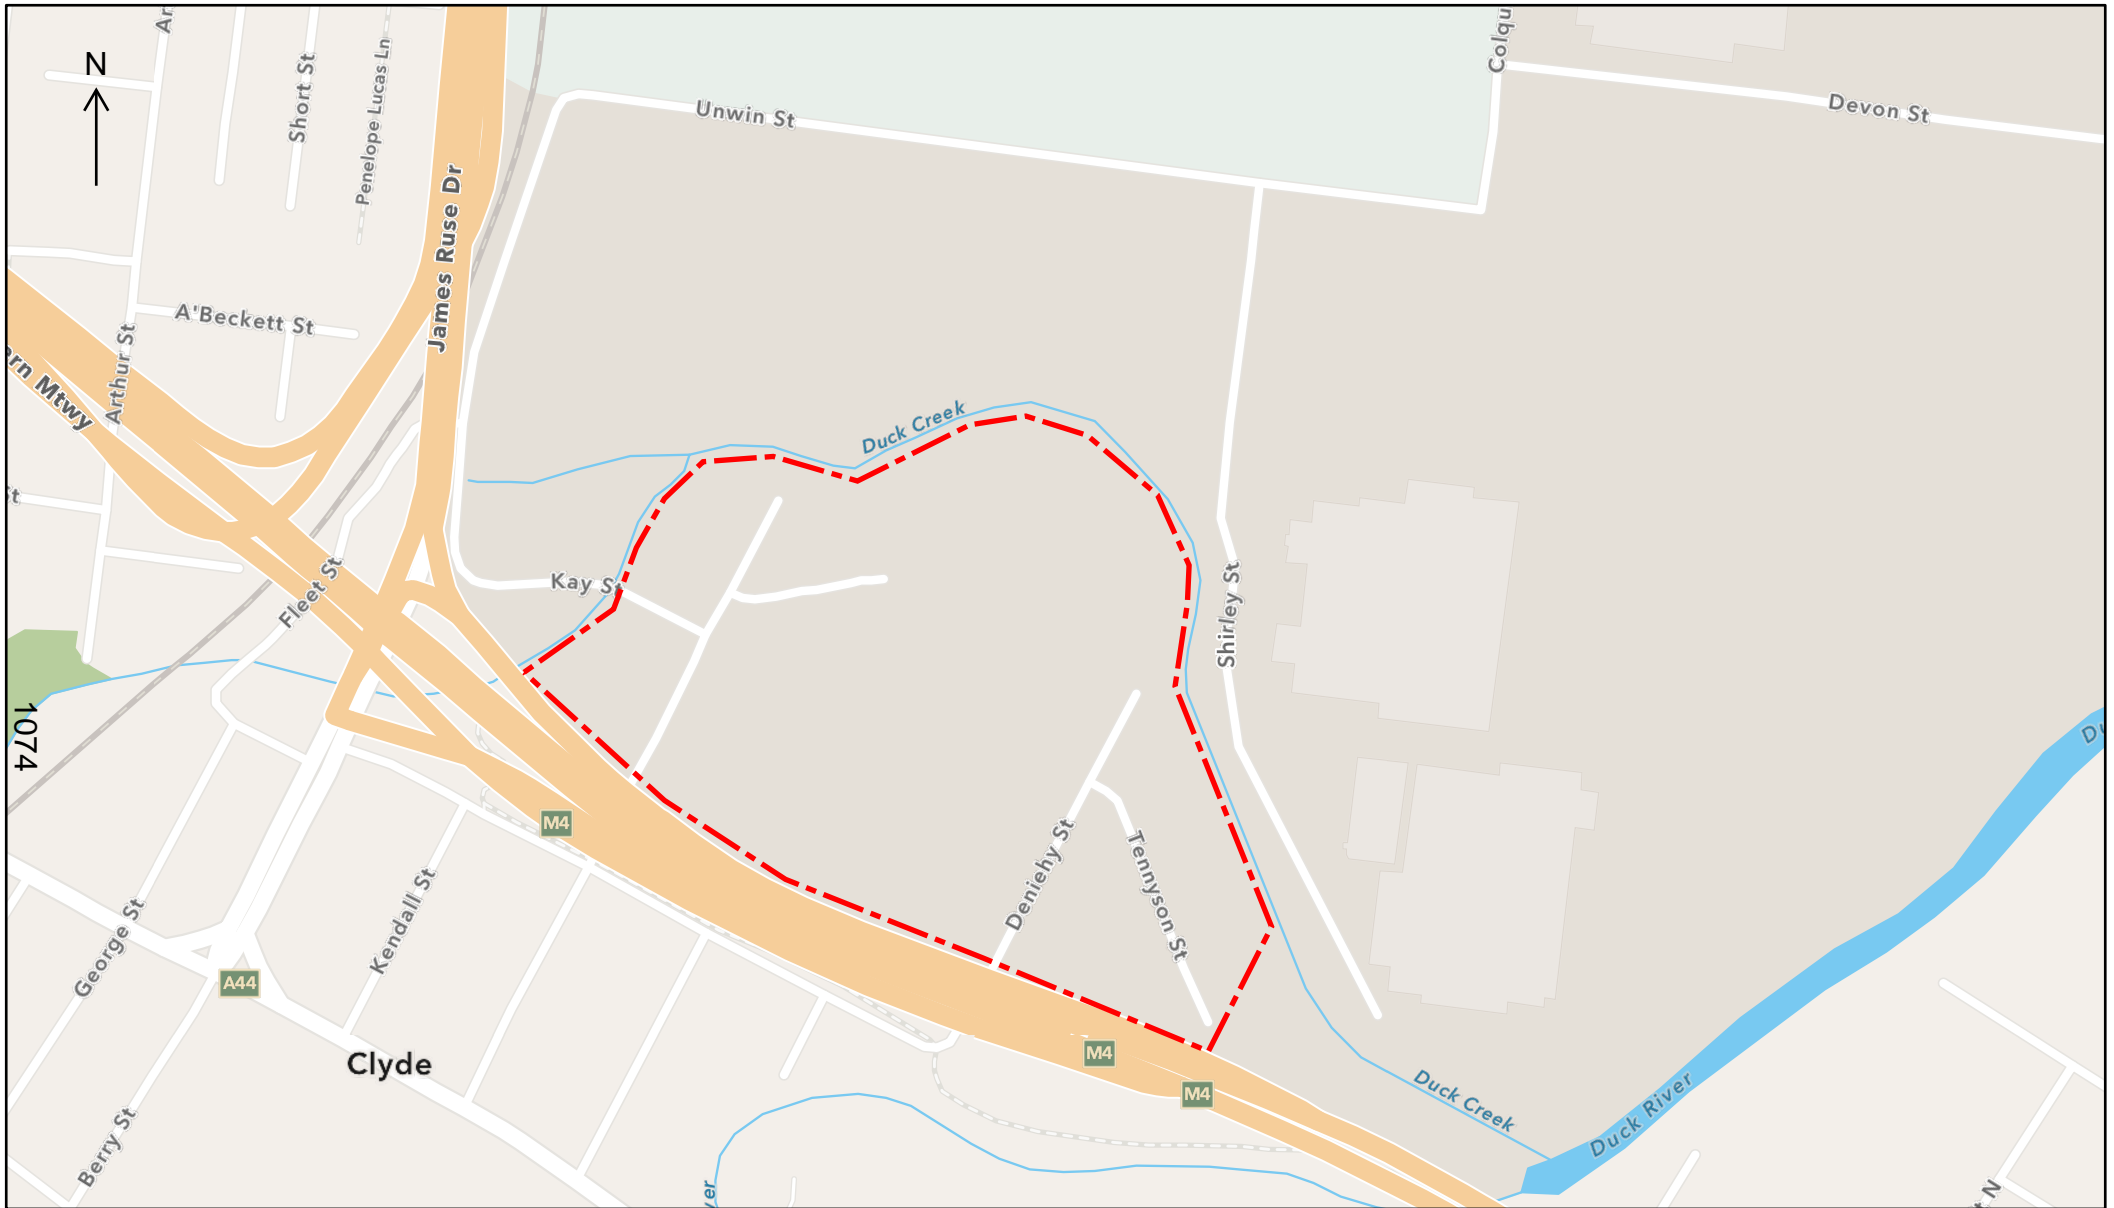 N
Short St
Penelope Lucas Ln
James Ruse Dr
Unwin St
Devon St
A'Beckett St
Arthur St
Mtwy
Duck Creek
Kay St
Fleet St
Shirley St
1074
M4
Deniehy St
Tennyson St
George St
Kendall St
A44
Clyde
M4
M4
Duck Creek
Duck River
Berry St